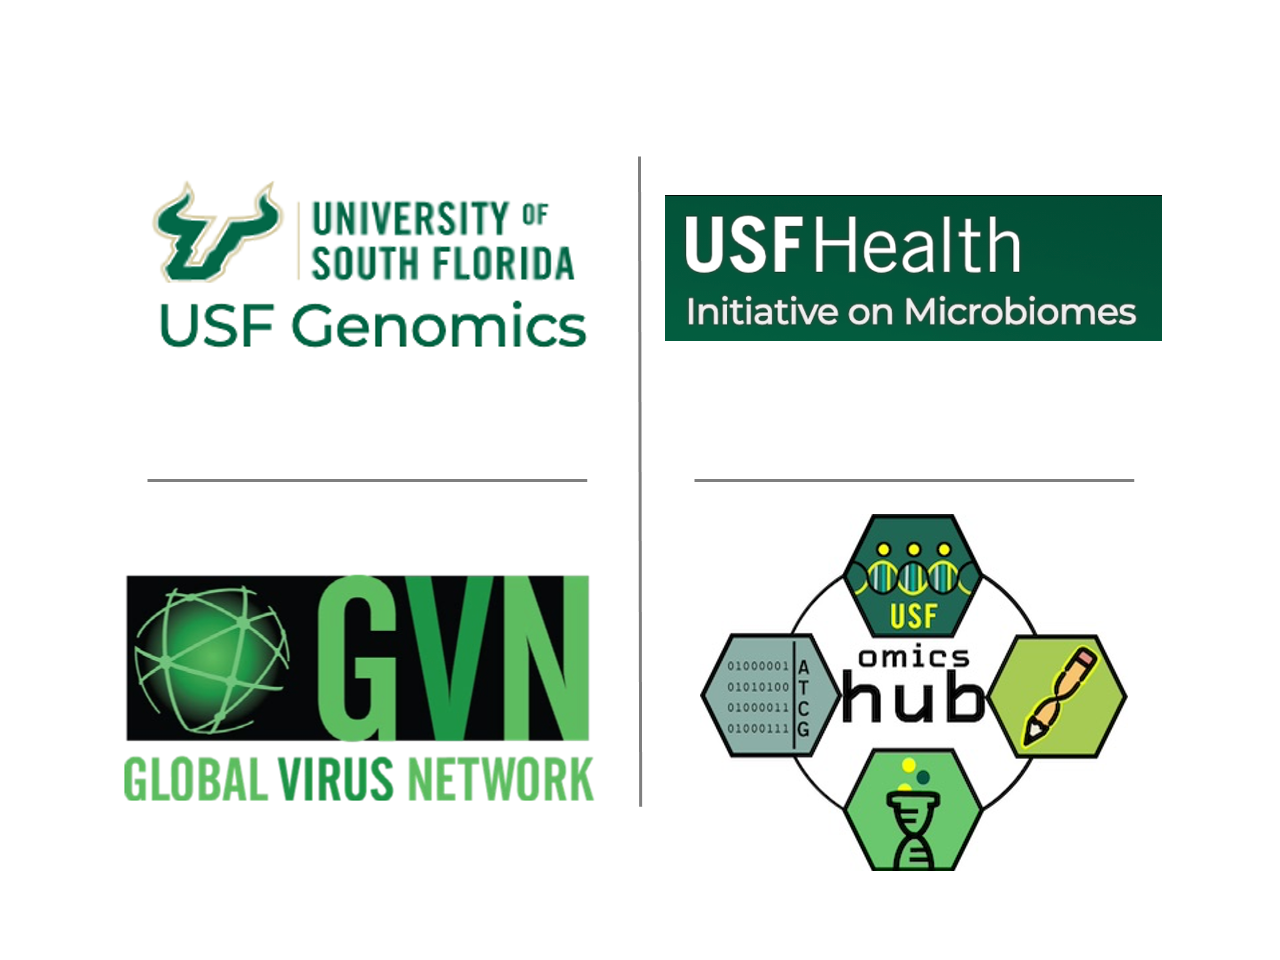 UNIVERSITY OF
SOUTH FLORIDA
USF Genomics
USF Health
Initiative on Microbiomes
GVN
GLOBAL VIRUS NETWORK
USF
omics
hub
01000001 A
01010100 T
01000011 C
01000111 G